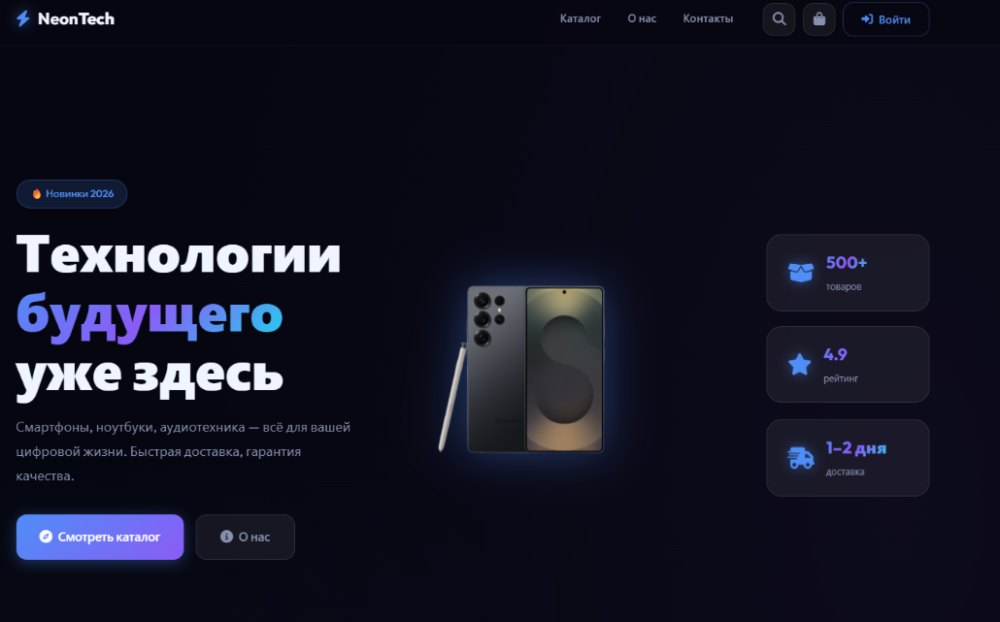 NeonTech
Каталог
О нас
Контакты
Войти
Новинки 2026
Технологии
будущего
уже здесь
Смартфоны, ноутбуки, аудиотехника — всё для вашей
цифровой жизни. Быстрая доставка, гарантия
качества.
Смотреть каталог
О нас
500+
товаров
4.9
рейтинг
1–2 дня
доставка